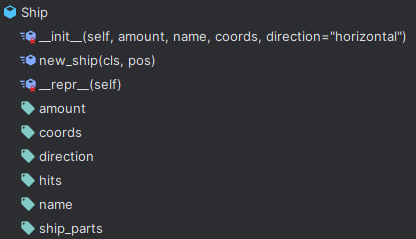 Ship
__init__(self, amount, name, coords, direction="horizontal")
new_ship(cls, pos)
__repr__(self)
amount
coords
direction
hits
name
ship_parts